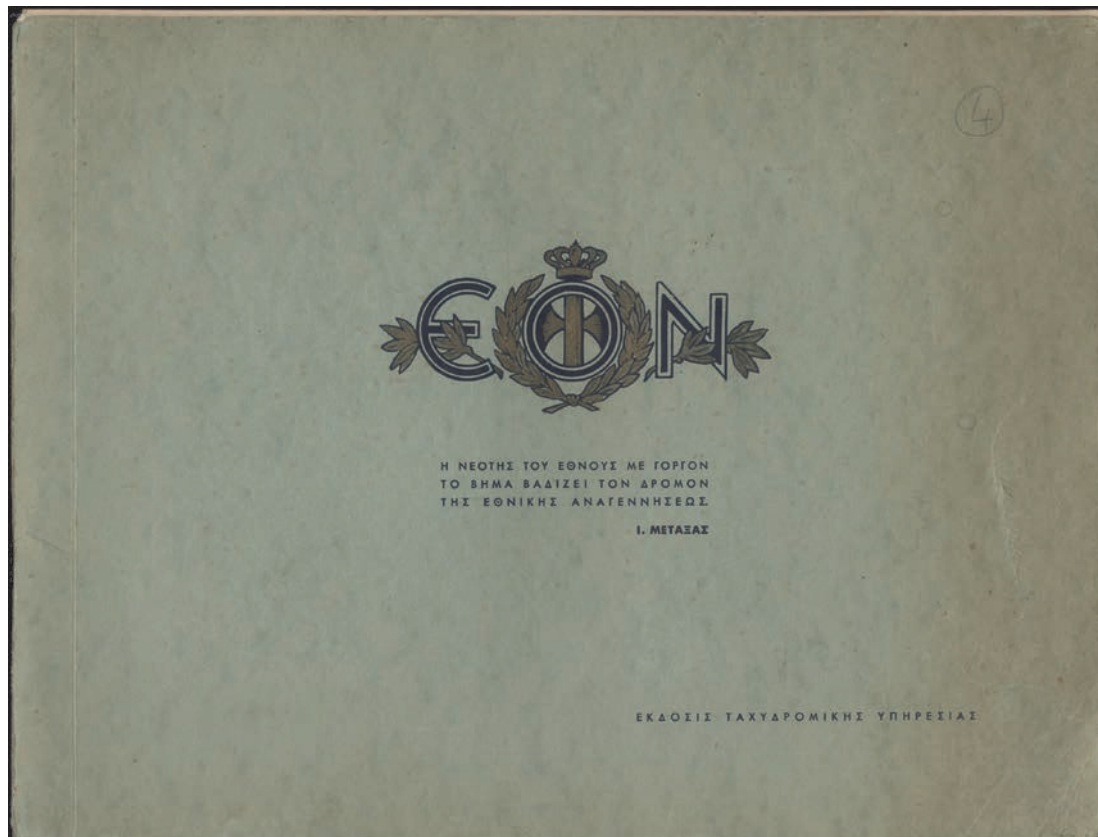 4
ΕΟΝ
Η ΝΕΟΤΗΣ ΤΟΥ ΕΘΝΟΥΣ ΜΕ ΓΟΡΓΟΝ
ΤΟ ΒΗΜΑ ΒΑΔΙΖΕΙ ΤΟΝ ΔΡΟΜΟΝ
ΤΗΣ ΕΘΝΙΚΗΣ ΑΝΑΓΕΝΝΗΣΕΩΣ.
Ι. ΜΕΤΑΞΑΣ
ΕΚΔΟΣΙΣ ΤΑΧΥΔΡΟΜΙΚΗΣ ΥΠΗΡΕΣΙΑΣ